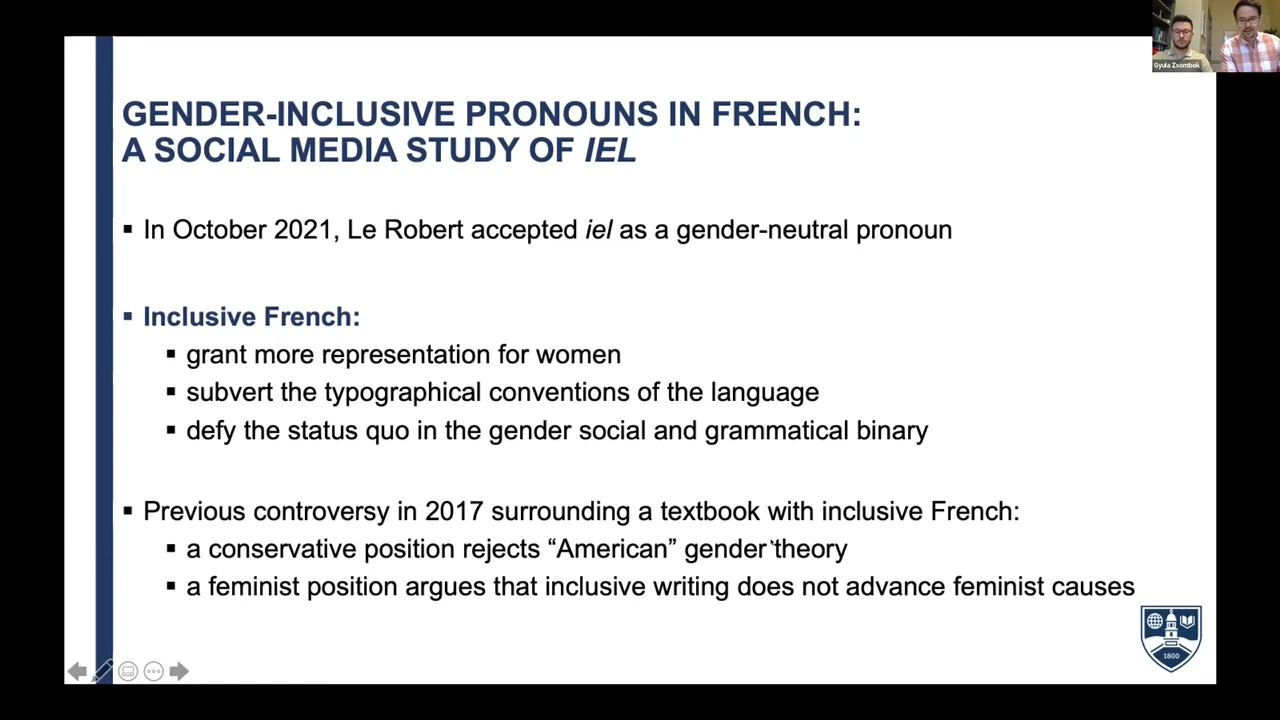 Gyula Zsombok
GENDER-INCLUSIVE PRONOUNS IN FRENCH:
A SOCIAL MEDIA STUDY OF IEL
▪ In October 2021, Le Robert accepted iel as a gender-neutral pronoun
▪ Inclusive French:
▪ grant more representation for women
▪ subvert the typographical conventions of the language
▪ defy the status quo in the gender social and grammatical binary
▪ Previous controversy in 2017 surrounding a textbook with inclusive French:
▪ a conservative position rejects “American” gender theory
▪ a feminist position argues that inclusive writing does not advance feminist causes
1800